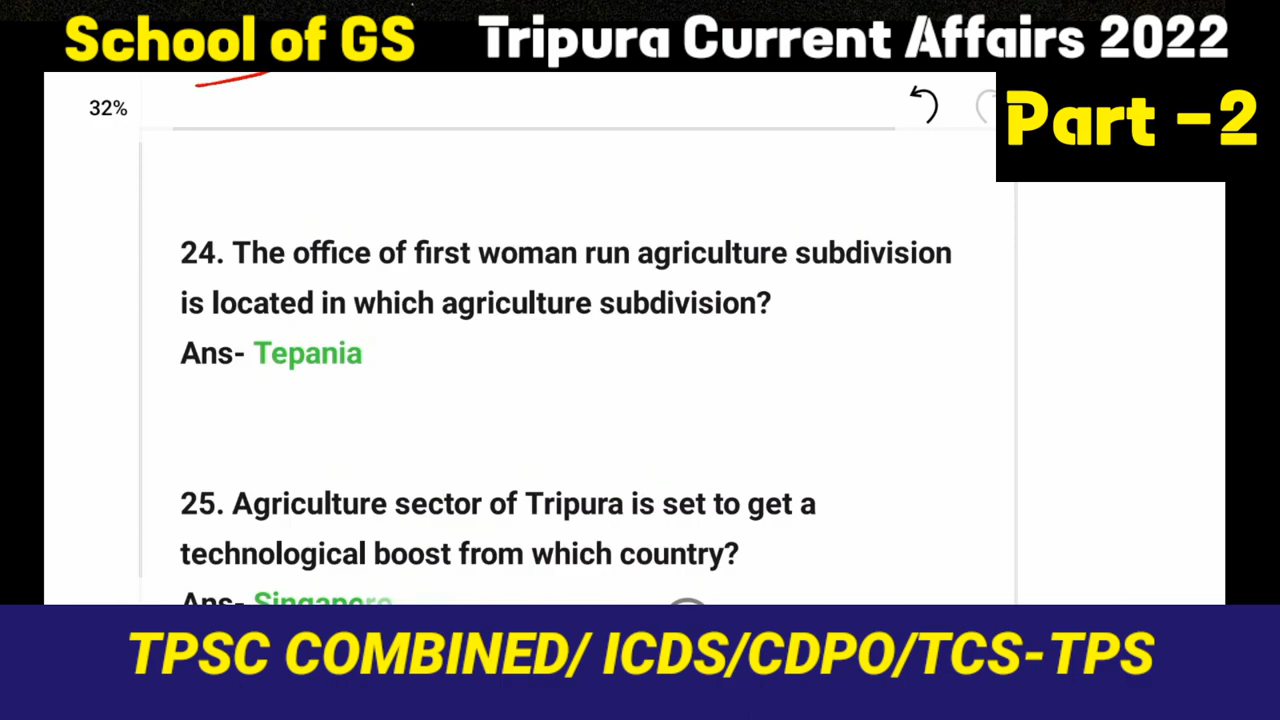 School of GS Tripura Current Affairs 2022
32%
Part -2
24. The office of first woman run agriculture subdivision
is located in which agriculture subdivision?
Ans- Tepania
25. Agriculture sector of Tripura is set to get a
technological boost from which country?
Ans- Singapore
TPSC COMBINED/ ICDS/CDPO/TCS-TPS